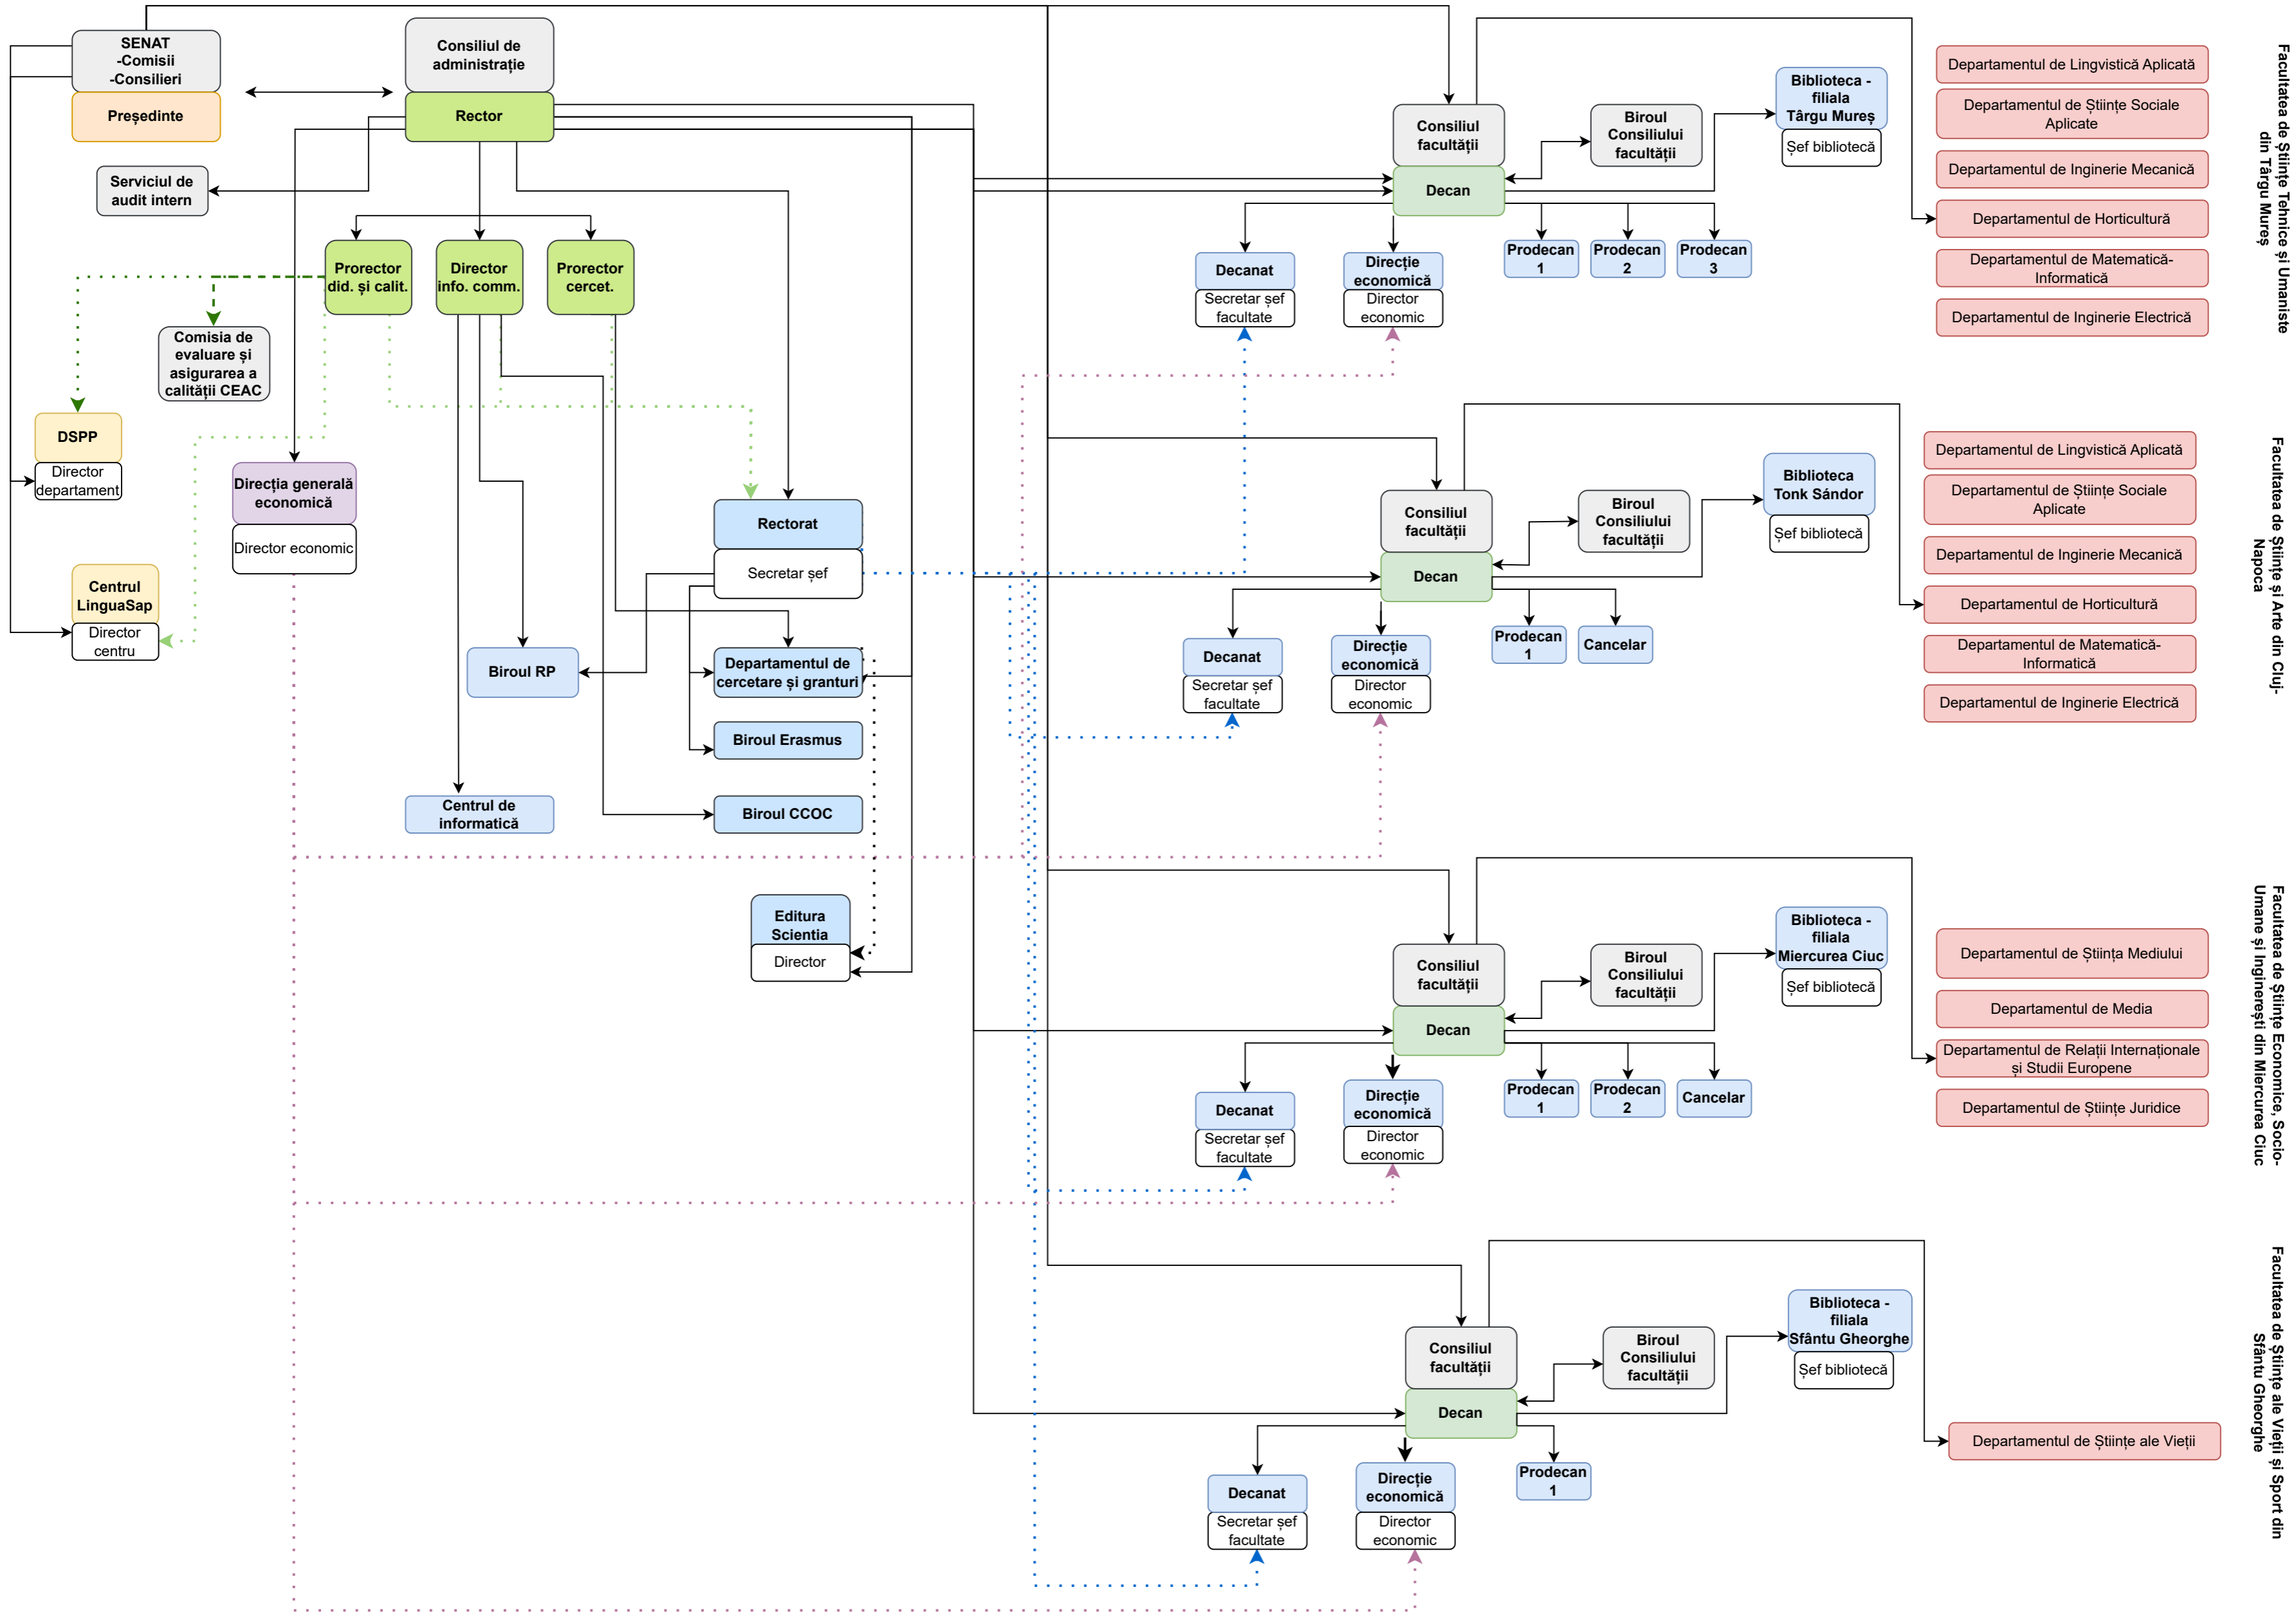 SENAT
-Comisii
-Consilieri
Președinte
Consiliul de
administrație
Rector
Serviciul de
audit intern
Prorector
did. și calit.
Director
info. comm.
Prorector
cercet.
Comisia de
evaluare și
asigurarea a
calității CEAC
DSPP
Director
departament
Direcția generală
economică
Director economic
Centrul
LinguaSap
Director
centru
Rectorat
Secretar șef
Biroul RP
Departamentul de
cercetare și granturi
Biroul Erasmus
Centrul de
informatică
Biroul CCOC
Editura
Scientia
Director
Consiliul
facultății
Decan
Biroul
Consiliului
facultății
Biblioteca -
filiala
Târgu Mureș
Șef bibliotecă
Decanat
Secretar șef
facultate
Direcție
economică
Director
economic
Prodecan
1
Prodecan
2
Prodecan
3
Departamentul de Lingvistică Aplicată
Departamentul de Științe Sociale
Aplicate
Departamentul de Inginerie Mecanică
Departamentul de Horticultură
Departamentul de Matematică-
Informatică
Departamentul de Inginerie Electrică
Facultatea de Științe Tehnice și Umaniste
din Târgu Mureș
Consiliul
facultății
Decan
Biroul
Consiliului
facultății
Biblioteca
Tonk Sándor
Șef bibliotecă
Decanat
Secretar șef
facultate
Direcție
economică
Director
economic
Prodecan
1
Cancelar
Departamentul de Lingvistică Aplicată
Departamentul de Științe Sociale
Aplicate
Departamentul de Inginerie Mecanică
Departamentul de Horticultură
Departamentul de Matematică-
Informatică
Departamentul de Inginerie Electrică
Facultatea de Științe și Arte din Cluj-
Napoca
Consiliul
facultății
Decan
Biroul
Consiliului
facultății
Biblioteca -
filiala
Miercurea Ciuc
Șef bibliotecă
Decanat
Secretar șef
facultate
Direcție
economică
Director
economic
Prodecan
1
Prodecan
2
Cancelar
Departamentul de Știința Mediului
Departamentul de Media
Departamentul de Relații Internaționale
și Studii Europene
Departamentul de Științe Juridice
Facultatea de Științe Economice, Socio-
Umane și Inginerești din Miercurea Ciuc
Consiliul
facultății
Decan
Biroul
Consiliului
facultății
Biblioteca -
filiala
Sfântu Gheorghe
Șef bibliotecă
Decanat
Secretar șef
facultate
Direcție
economică
Director
economic
Prodecan
1
Departamentul de Științe ale Vieții
Facultatea de Științe ale Vieții și Sport din
Sfântu Gheorghe